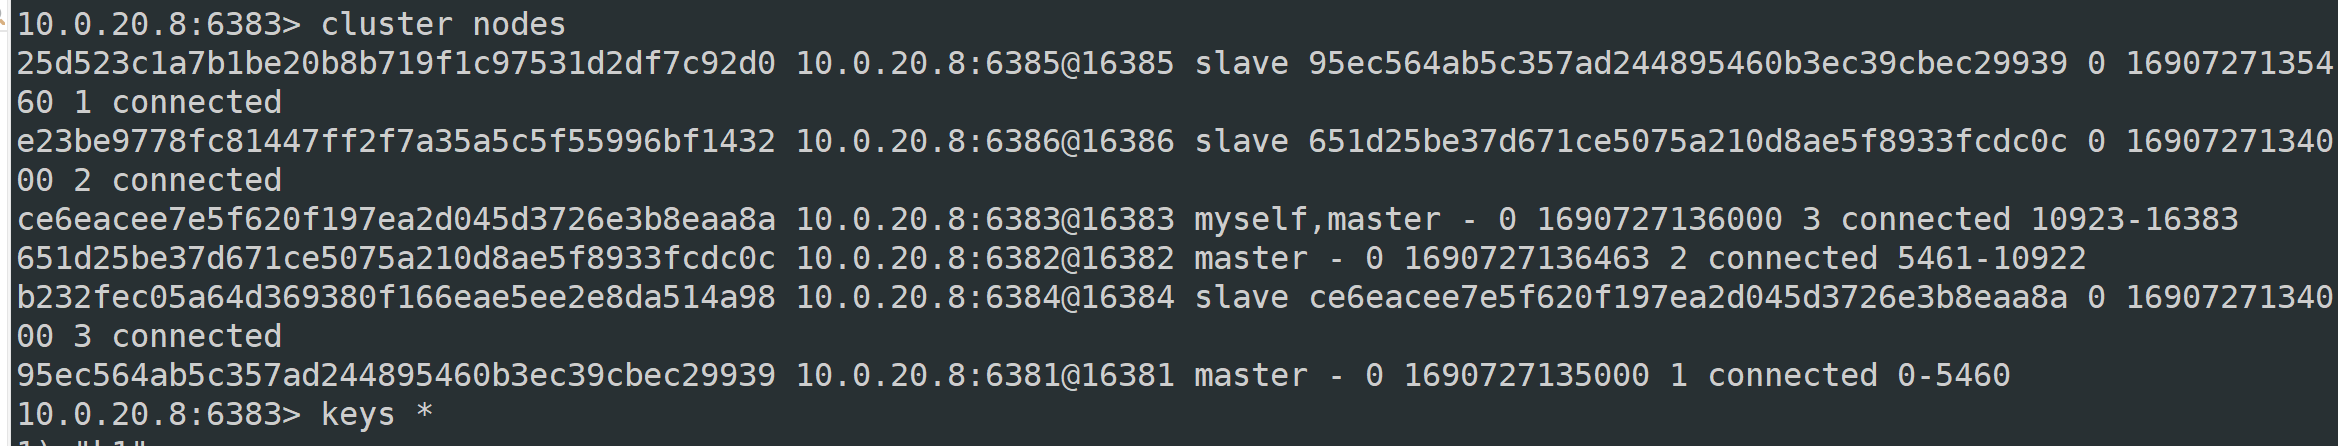 10.0.20.8:6383> cluster nodes
25d523c1a7b1be20b8b719f1c97531d2df7c92d0 10.0.20.8:6385@16385 slave 95ec564ab5c357ad244895460b3ec39cbec29939 0 16907271354
60 1 connected
e23be9778fc81447ff2f7a35a5c5f55996bf1432 10.0.20.8:6386@16386 slave 651d25be37d671ce5075a210d8ae5f8933fcdc0c 0 16907271340
00 2 connected
ce6eacee7e5f620f197ea2d045d3726e3b8eaa8a 10.0.20.8:6383@16383 myself,master - 0 1690727136000 3 connected 10923-16383
651d25be37d671ce5075a210d8ae5f8933fcdc0c 10.0.20.8:6382@16382 master - 0 1690727136463 2 connected 5461-10922
b232fec05a64d369380f166eae5ee2e8da514a98 10.0.20.8:6384@16384 slave ce6eacee7e5f620f197ea2d045d3726e3b8eaa8a 0 16907271340
00 3 connected
95ec564ab5c357ad244895460b3ec39cbec29939 10.0.20.8:6381@16381 master - 0 1690727135000 1 connected 0-5460
10.0.20.8:6383> keys *